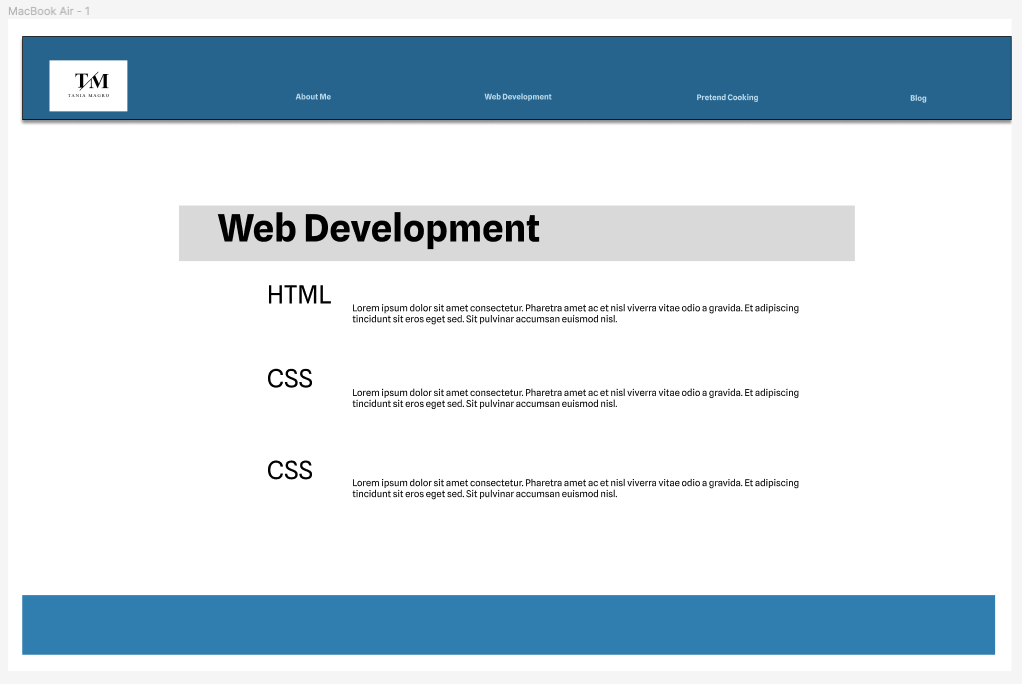 MacBook Air - 1
TM
TANIA MAGRO
About Me
Web Development
Pretend Cooking
Blog
Web Development
HTML
Lorem ipsum dolor sit amet consectetur. Pharetra amet ac et nisl viverra vitae odio a gravida. Et adipiscing
tincidunt sit eros eget sed. Sit pulvinar accumsan euismod nisl.
CSS
Lorem ipsum dolor sit amet consectetur. Pharetra amet ac et nisl viverra vitae odio a gravida. Et adipiscing
tincidunt sit eros eget sed. Sit pulvinar accumsan euismod nisl.
CSS
Lorem ipsum dolor sit amet consectetur. Pharetra amet ac et nisl viverra vitae odio a gravida. Et adipiscing
tincidunt sit eros eget sed. Sit pulvinar accumsan euismod nisl.